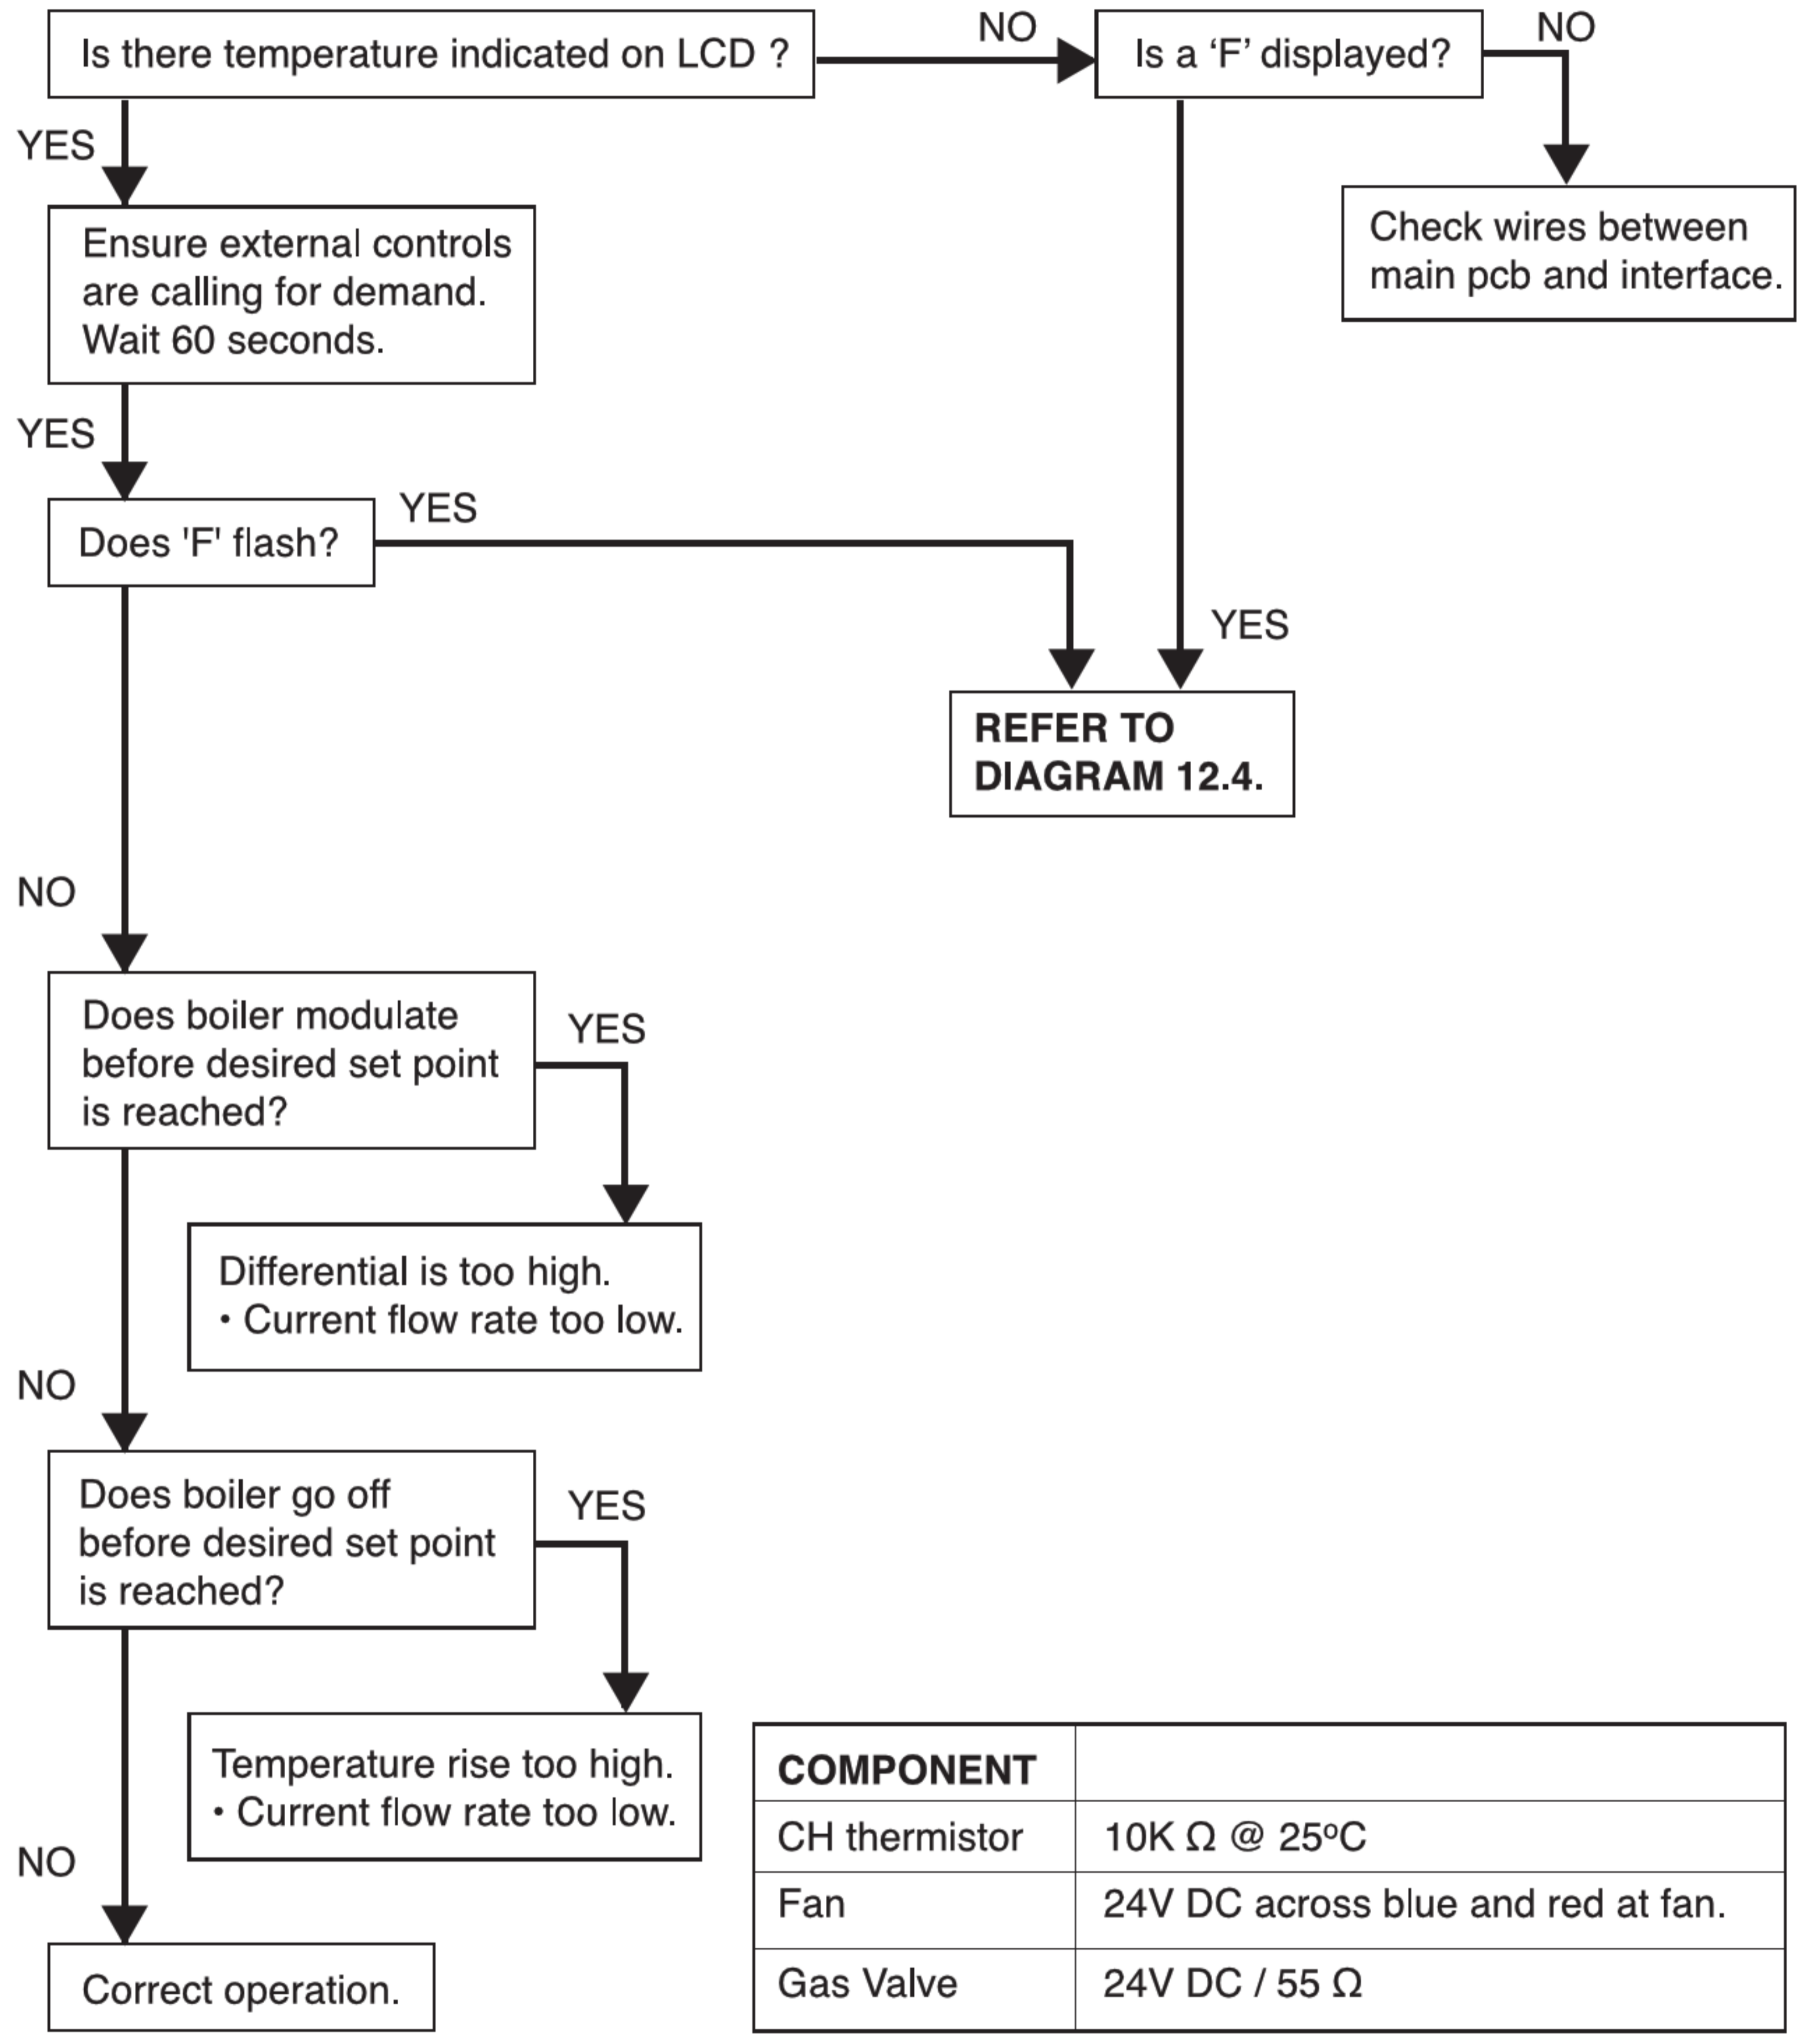 Is there temperature indicated on LCD ?
NO
Is a ‘F’ displayed?
NO
YES
Ensure external controls
are calling for demand.
Wait 60 seconds.
Check wires between
main pcb and interface.
YES
Does 'F' flash?
YES
YES
REFER TO
DIAGRAM 12.4.
NO
Does boiler modulate
before desired set point
is reached?
YES
Differential is too high.
• Current flow rate too low.
NO
Does boiler go off
before desired set point
is reached?
YES
Temperature rise too high.
• Current flow rate too low.
NO
Correct operation.
COMPONENT
CH thermistor 10K Ω @ 25ºC
Fan 24V DC across blue and red at fan.
Gas Valve 24V DC / 55 Ω